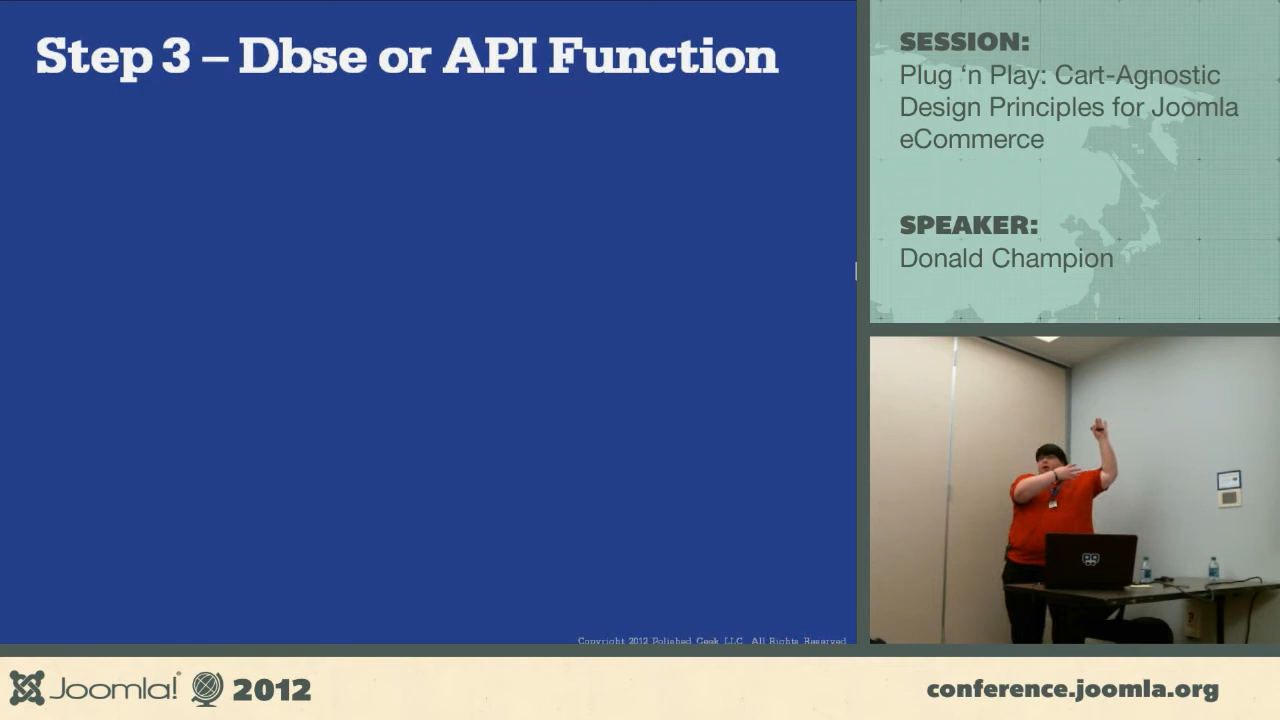 Step 3 – Dbse or API Function
Copyright 2012 Polished Geek LLC All Rights Reserved
SESSION:
Plug ‘n Play: Cart-Agnostic
Design Principles for Joomla
eCommerce
SPEAKER:
Donald Champion
Joomla! 2012
conference.joomla.org